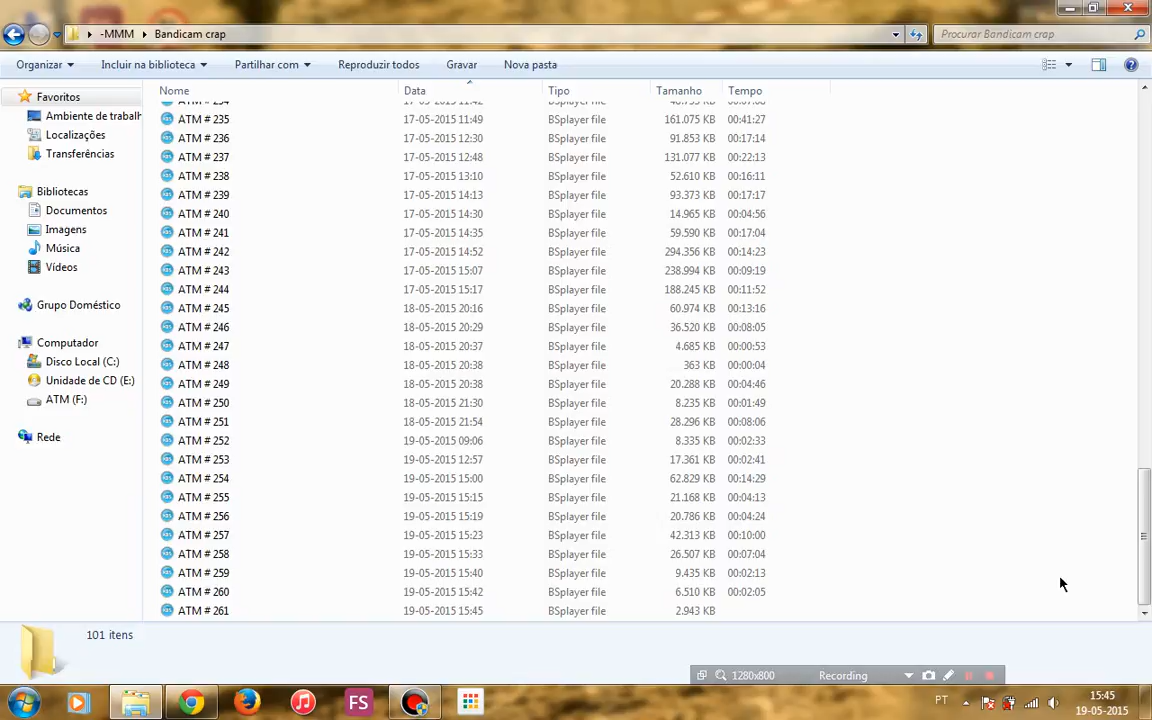 -MMM Bandicam crap
Procurar Bandicam crap
Organizar Incluir na biblioteca Partilhar com Reproduzir todos Gravar Nova pasta
Nome Data Tipo Tamanho Tempo
Favoritos
Ambiente de trabalh
Localizações
Transferências
Bibliotecas
Documentos
Imagens
Música
Vídeos
Grupo Doméstico
Computador
Disco Local (C:)
Unidade de CD (E:)
ATM (F:)
Rede
ATM # 235 17-05-2015 11:49 BSplayer file 161.075 KB 00:41:27
ATM # 236 17-05-2015 12:30 BSplayer file 91.853 KB 00:17:14
ATM # 237 17-05-2015 12:48 BSplayer file 131.077 KB 00:22:13
ATM # 238 17-05-2015 13:10 BSplayer file 52.610 KB 00:16:11
ATM # 239 17-05-2015 14:13 BSplayer file 93.373 KB 00:17:17
ATM # 240 17-05-2015 14:30 BSplayer file 14.965 KB 00:04:56
ATM # 241 17-05-2015 14:35 BSplayer file 59.590 KB 00:17:04
ATM # 242 17-05-2015 14:52 BSplayer file 294.356 KB 00:14:23
ATM # 243 17-05-2015 15:07 BSplayer file 238.994 KB 00:09:19
ATM # 244 17-05-2015 15:17 BSplayer file 188.245 KB 00:11:52
ATM # 245 18-05-2015 20:16 BSplayer file 60.974 KB 00:13:16
ATM # 246 18-05-2015 20:29 BSplayer file 36.520 KB 00:08:05
ATM # 247 18-05-2015 20:37 BSplayer file 4.685 KB 00:00:53
ATM # 248 18-05-2015 20:38 BSplayer file 363 KB 00:00:04
ATM # 249 18-05-2015 20:38 BSplayer file 20.288 KB 00:04:46
ATM # 250 18-05-2015 21:30 BSplayer file 8.235 KB 00:01:49
ATM # 251 18-05-2015 21:54 BSplayer file 28.296 KB 00:08:06
ATM # 252 19-05-2015 09:06 BSplayer file 8.335 KB 00:02:33
ATM # 253 19-05-2015 12:57 BSplayer file 17.361 KB 00:02:41
ATM # 254 19-05-2015 15:00 BSplayer file 62.829 KB 00:14:29
ATM # 255 19-05-2015 15:15 BSplayer file 21.168 KB 00:04:13
ATM # 256 19-05-2015 15:19 BSplayer file 20.786 KB 00:04:24
ATM # 257 19-05-2015 15:23 BSplayer file 42.313 KB 00:10:00
ATM # 258 19-05-2015 15:33 BSplayer file 26.507 KB 00:07:04
ATM # 259 19-05-2015 15:40 BSplayer file 9.435 KB 00:02:13
ATM # 260 19-05-2015 15:42 BSplayer file 6.510 KB 00:02:05
ATM # 261 19-05-2015 15:45 BSplayer file 2.943 KB
101 itens
1280x800 Recording
FS
PT
15:45
19-05-2015